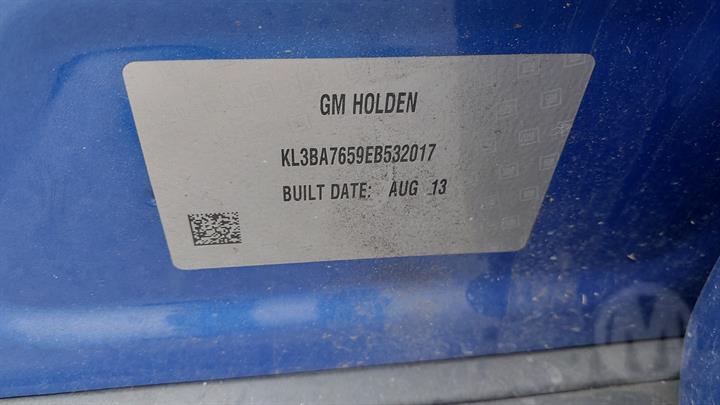 GM HOLDEN
KL3BA7659EB532017
BUILT DATE: AUG 13
M